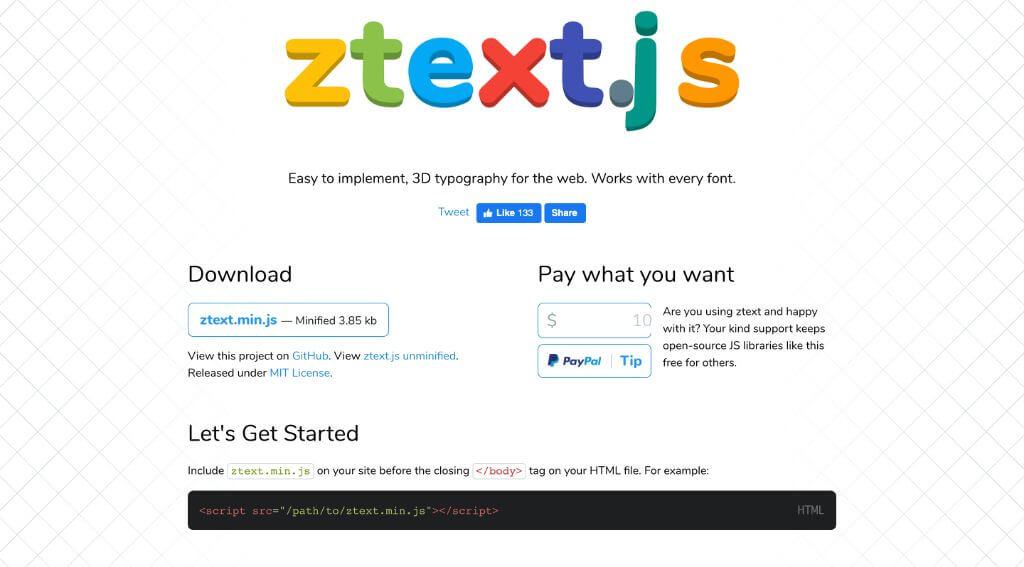 ztext.js
Easy to implement, 3D typography for the web. Works with every font.
Tweet Like 133 Share
Download
ztext.min.js — Minified 3.85 kb
View this project on GitHub. View ztext.js unminified.
Released under MIT License.
Pay what you want
$ 10
PayPal Tip
Are you using ztext and happy
with it? Your kind support keeps
open-source JS libraries like this
free for others.
Let's Get Started
Include ztext.min.js on your site before the closing </body> tag on your HTML file. For example:
<script src="/path/to/ztext.min.js"></script> HTML